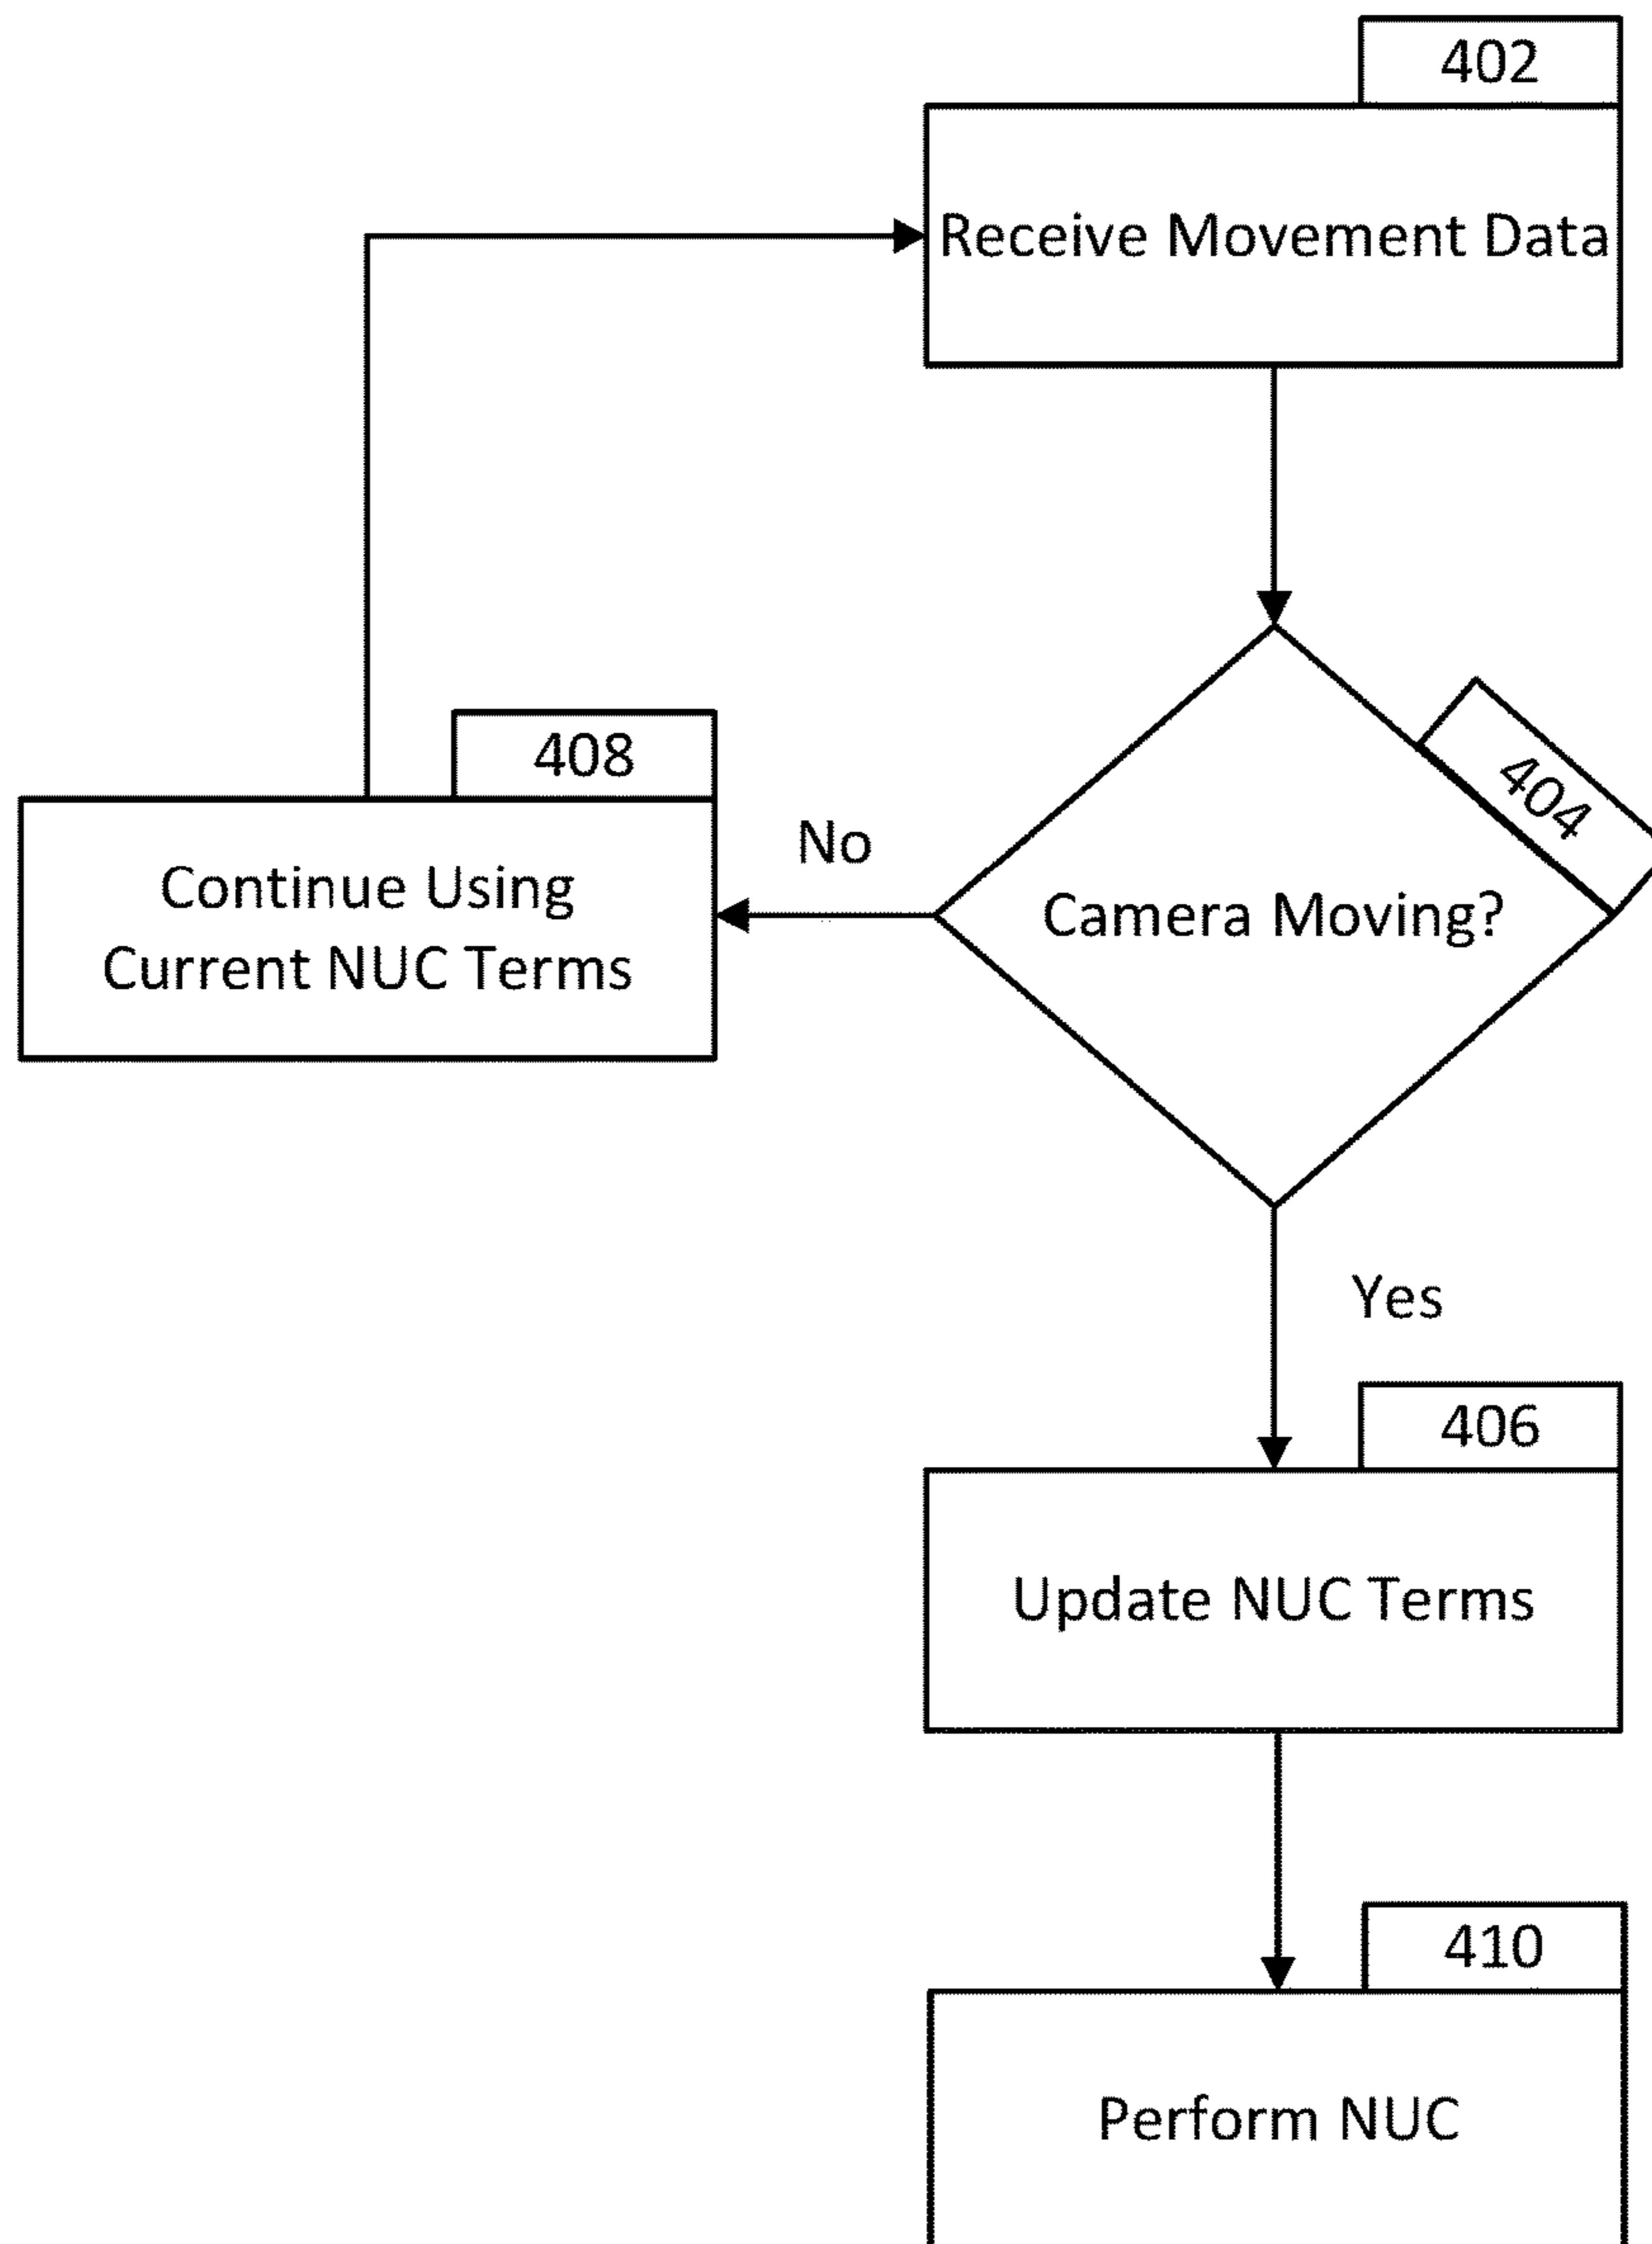 402
Receive Movement Data
408
404
No
Continue Using
Current NUC Terms
Camera Moving?
Yes
406
Update NUC Terms
410
Perform NUC